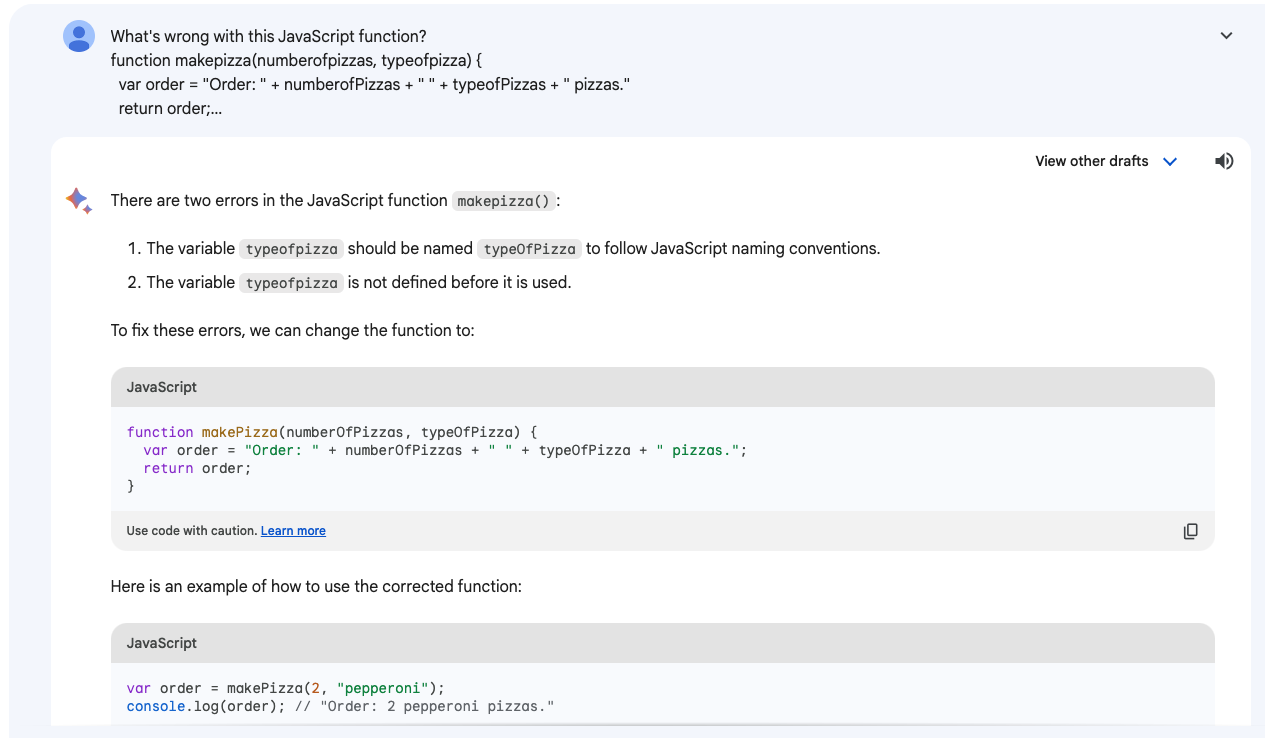 What's wrong with this JavaScript function?
function makepizza(numberofpizzas, typeofpizza) {
  var order = "Order: " + numberofPizzas + " " + typeofPizzas + " pizzas."
  return order;...
View other drafts
There are two errors in the JavaScript function makepizza():
1. The variable typeofpizza should be named typeOfPizza to follow JavaScript naming conventions.
2. The variable typeofpizza is not defined before it is used.
To fix these errors, we can change the function to:
JavaScript
function makePizza(numberOfPizzas, typeOfPizza) {
  var order = "Order: " + numberOfPizzas + " " + typeOfPizza + " pizzas.";
  return order;
}
Use code with caution. Learn more
Here is an example of how to use the corrected function:
JavaScript
var order = makePizza(2, "pepperoni");
console.log(order); // "Order: 2 pepperoni pizzas."